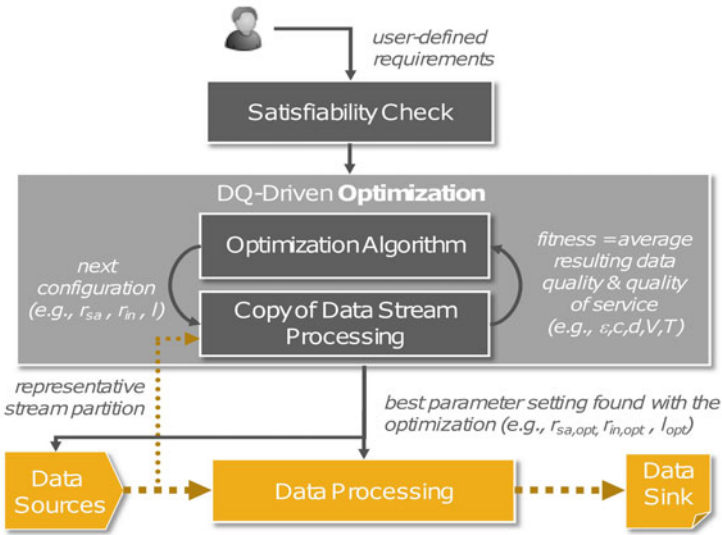 user-defined
requirements
Satisfiability Check
DQ-Driven Optimization
Optimization Algorithm
next
configuration
(e.g., r_sa , r_in , l)
fitness = average
resulting data
quality & quality
of service
(e.g., ε,c,d,V,T)
Copy of Data Stream
Processing
representative
stream partition
best parameter setting found with the
optimization (e.g., r_sa,opt, r_in,opt , l_opt)
Data
Sources
Data Processing
Data
Sink